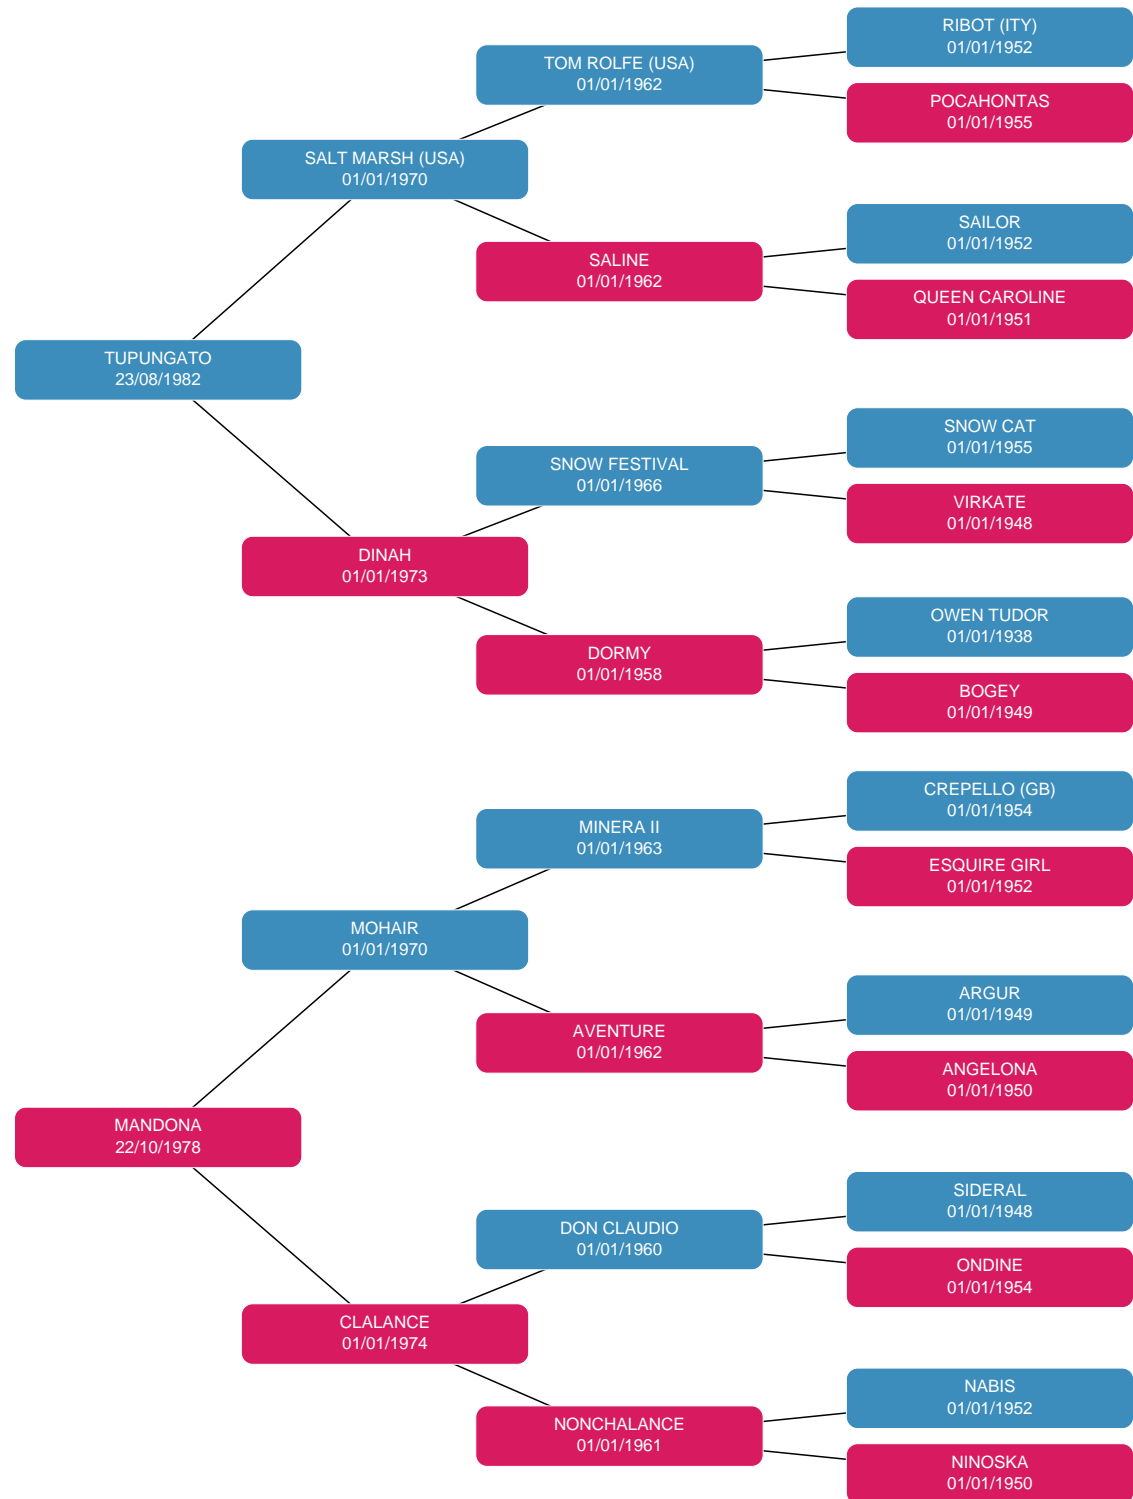 RIBOT (ITY)
01/01/1952
TOM ROLFE (USA)
01/01/1962
POCAHONTAS
01/01/1955
SALT MARSH (USA)
01/01/1970
SAILOR
01/01/1952
SALINE
01/01/1962
QUEEN CAROLINE
01/01/1951
TUPUNGATO
23/08/1982
SNOW CAT
01/01/1955
SNOW FESTIVAL
01/01/1966
VIRKATE
01/01/1948
DINAH
01/01/1973
OWEN TUDOR
01/01/1938
DORMY
01/01/1958
BOGEY
01/01/1949
CREPELLO (GB)
01/01/1954
MINERA II
01/01/1963
ESQUIRE GIRL
01/01/1952
MOHAIR
01/01/1970
ARGUR
01/01/1949
AVENTURE
01/01/1962
ANGELONA
01/01/1950
MANDONA
22/10/1978
SIDERAL
01/01/1948
DON CLAUDIO
01/01/1960
ONDINE
01/01/1954
CLALANCE
01/01/1974
NABIS
01/01/1952
NONCHALANCE
01/01/1961
NINOSKA
01/01/1950